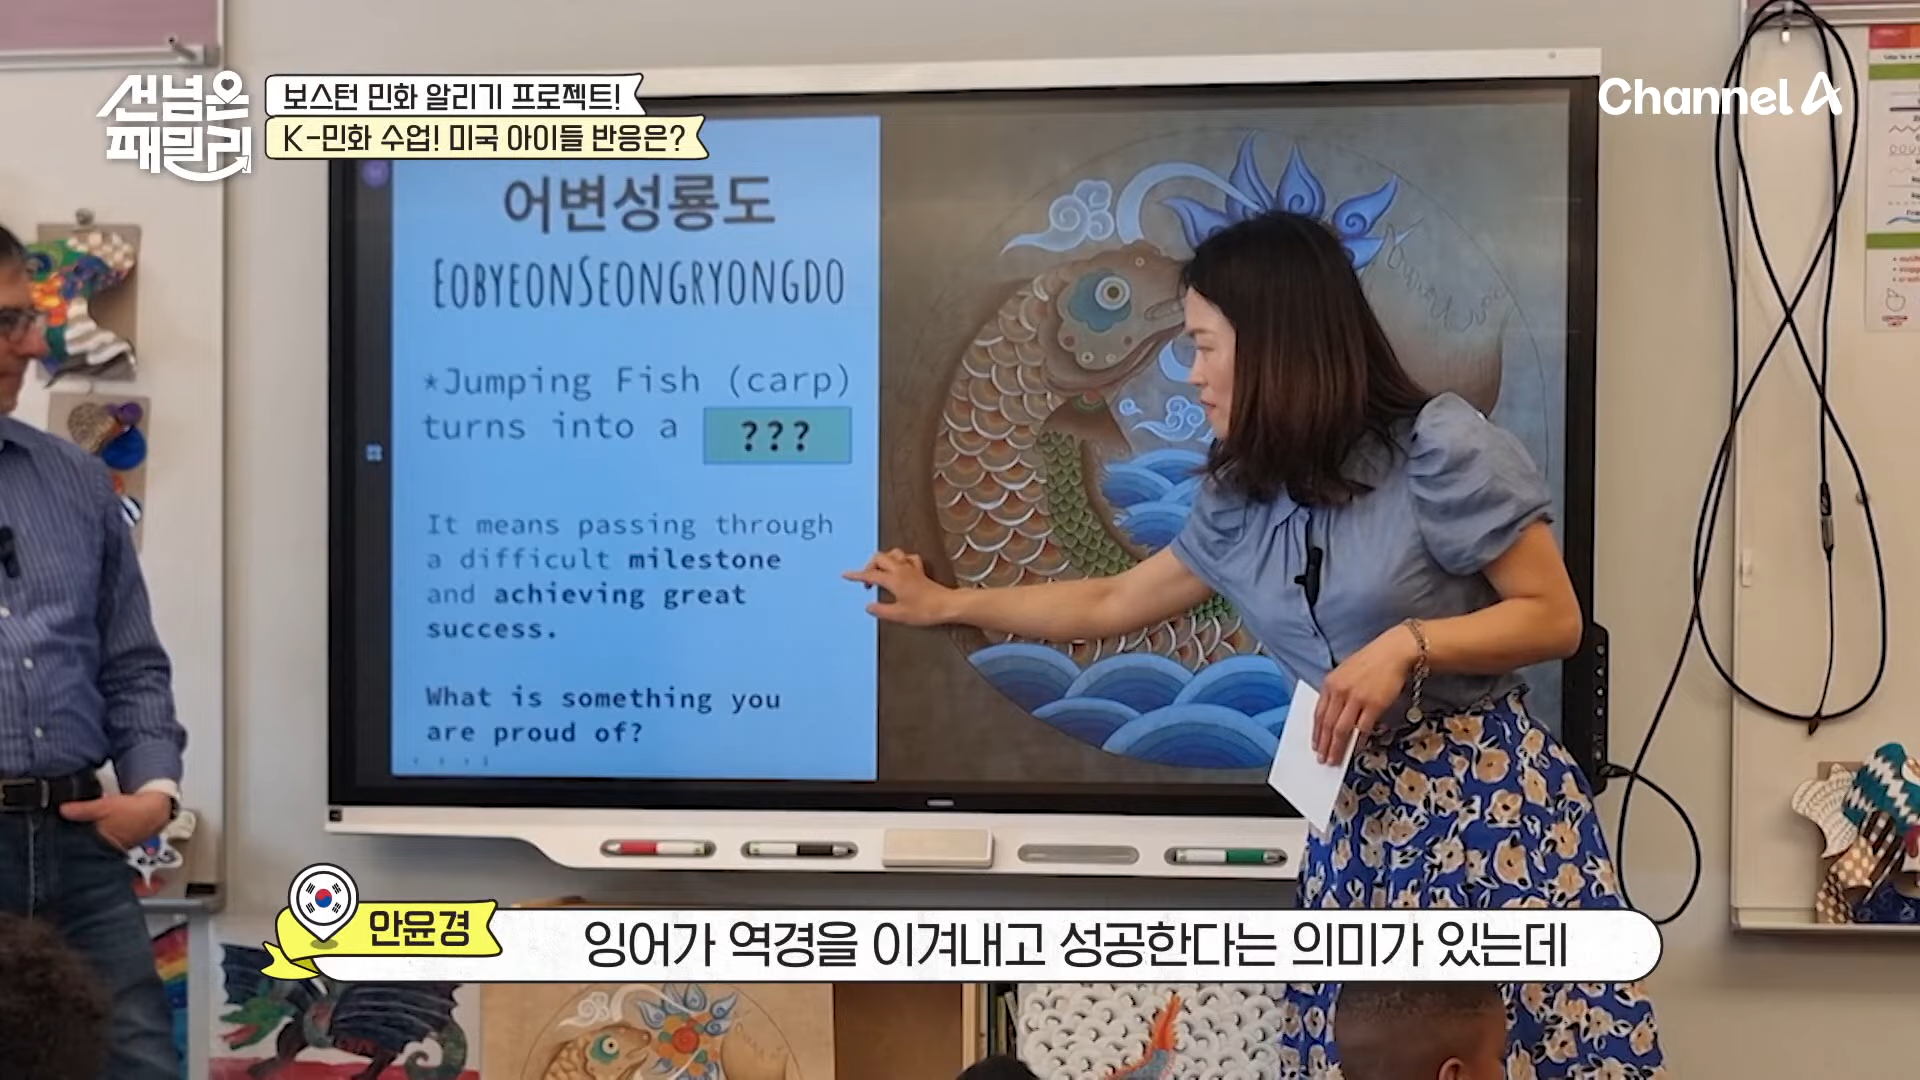 선넘은
패밀리
보스턴 민화 알리기 프로젝트!
K-민화 수업! 미국 아이들 반응은?
Channel A
어변성룡도
EOBYEONSEONGRYONGDO
*Jumping Fish (carp)
turns into a ???
It means passing through
a difficult milestone
and achieving great
success.
What is something you
are proud of?
안윤경
잉어가 역경을 이겨내고 성공한다는 의미가 있는데